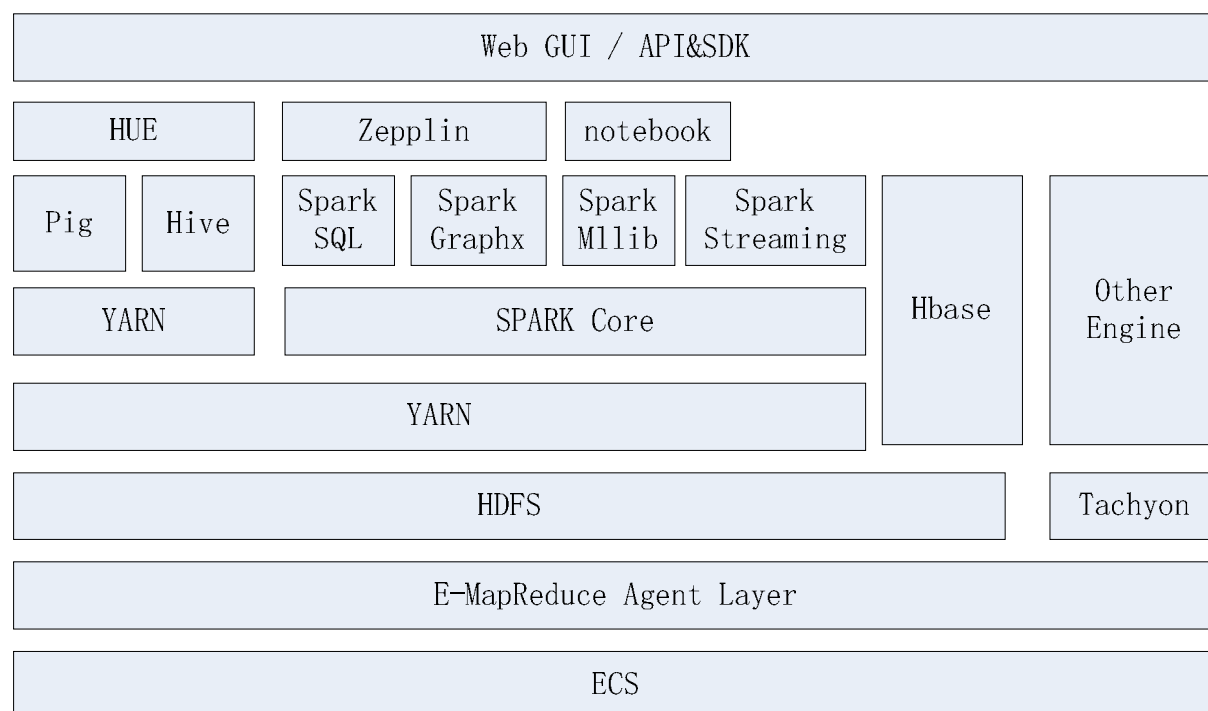 Web GUI / API&SDK
HUE
Zepplin
notebook
Pig
Hive
Spark
SQL
Spark
Graphx
Spark
Mllib
Spark
Streaming
Hbase
Other
Engine
YARN
SPARK Core
YARN
HDFS
Tachyon
E-MapReduce Agent Layer
ECS